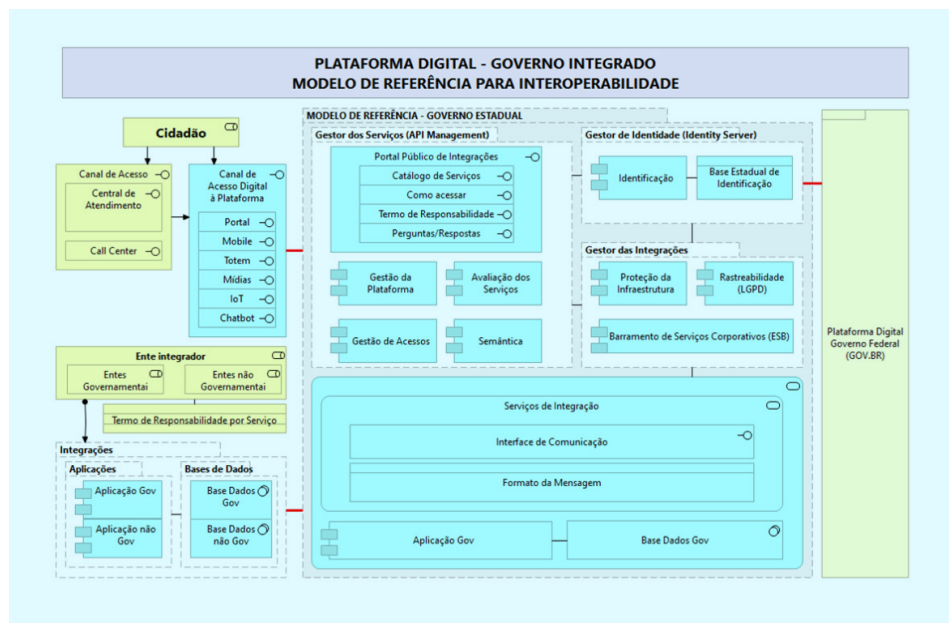 PLATAFORMA DIGITAL - GOVERNO INTEGRADO
MODELO DE REFERÊNCIA PARA INTEROPERABILIDADE
Cidadão
Canal de Acesso
Central de
Atendimento
Call Center
Canal de
Acesso Digital
à Plataforma
Portal
Mobile
Totem
Mídias
IoT
Chatbot
Ente integrador
Entes
Governamentai
Entes não
Governamentai
Termo de Responsabilidade por Serviço
Integrações
Aplicações
Aplicação Gov
Aplicação não
Gov
Bases de Dados
Base Dados
Gov
Base Dados
não Gov
MODELO DE REFERÊNCIA - GOVERNO ESTADUAL
Gestor dos Serviços (API Management)
Portal Público de Integrações
Catálogo de Serviços
Como acessar
Termo de Responsabilidade
Perguntas/Respostas
Gestão da
Plataforma
Avaliação dos
Serviços
Gestão de Acessos
Semântica
Gestor de Identidade (Identity Server)
Identificação
Base Estadual de
Identificação
Gestor das Integrações
Proteção da
Infraestrutura
Rastreabilidade
(LGPD)
Barramento de Serviços Corporativos (ESB)
Serviços de Integração
Interface de Comunicação
Formato da Mensagem
Aplicação Gov
Base Dados Gov
Plataforma Digital
Governo Federal
(GOV.BR)